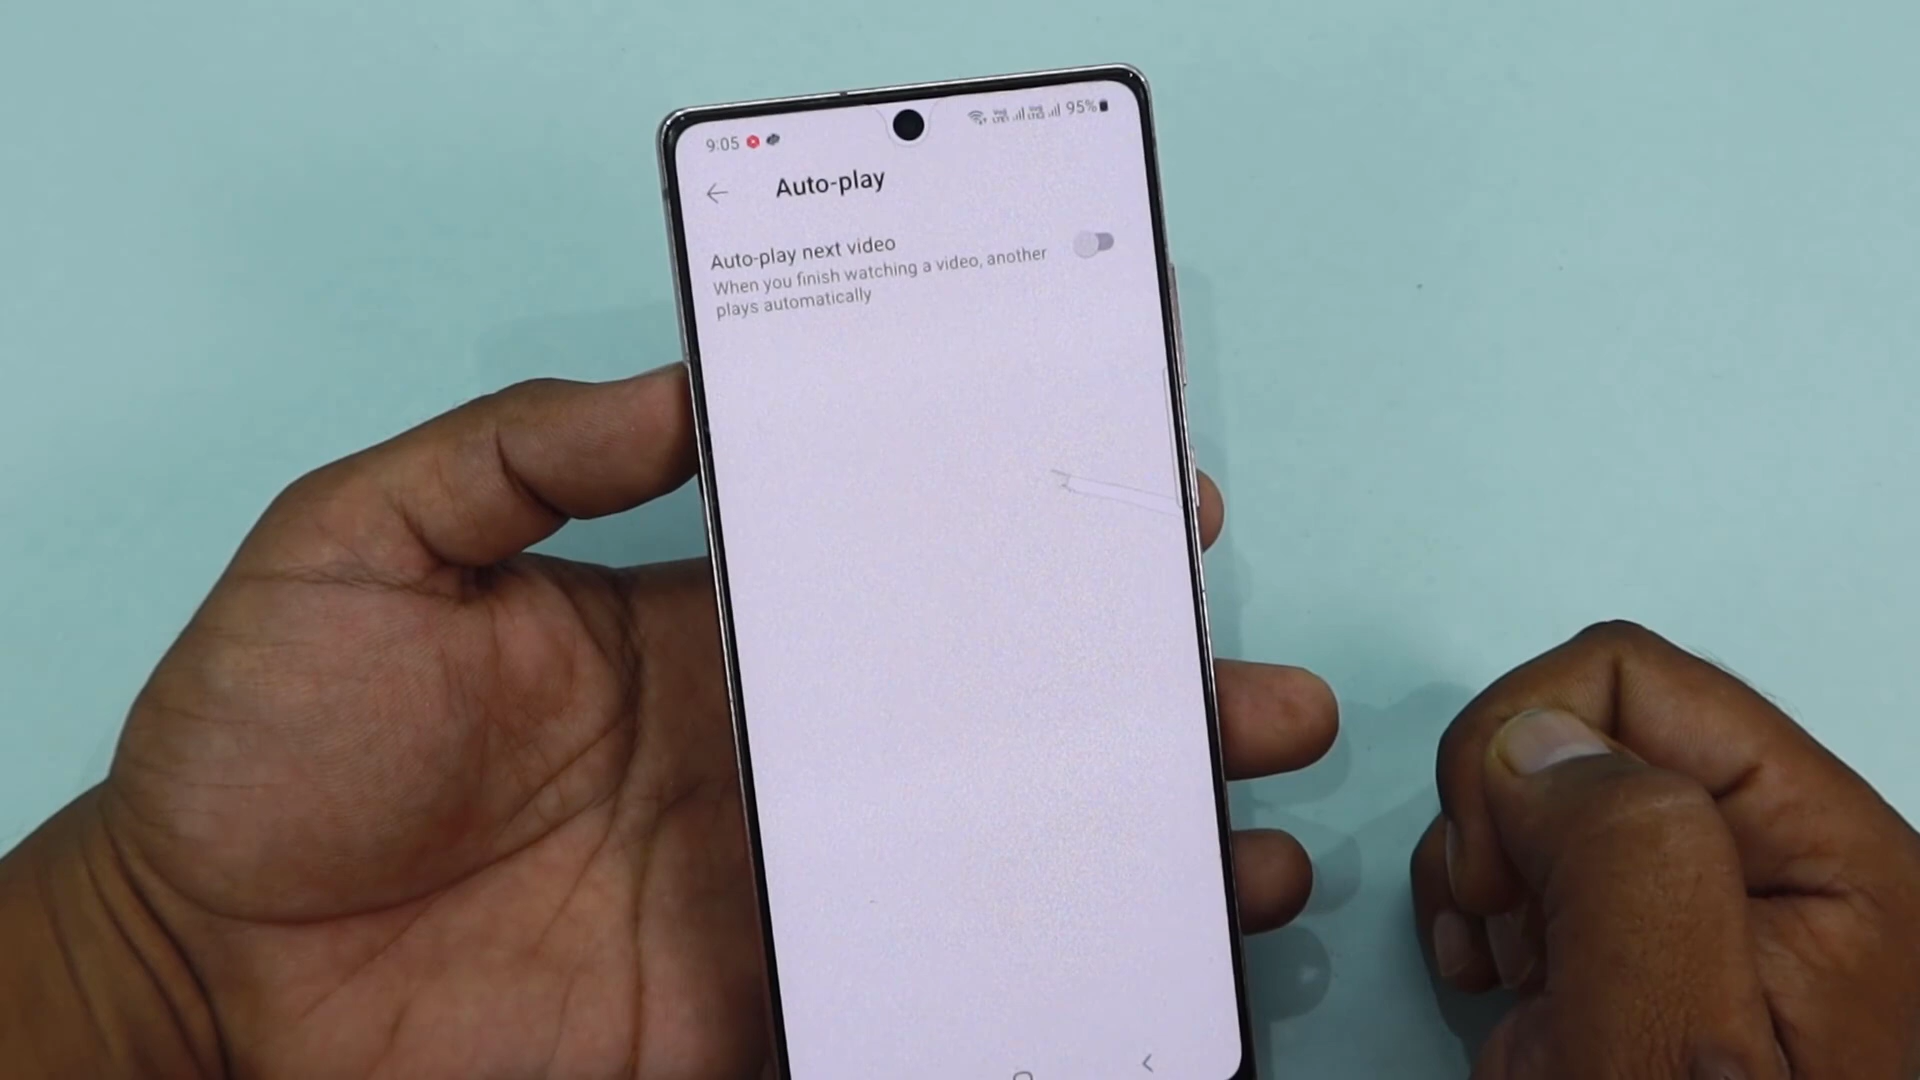 9:05 95%
Auto-play
Auto-play next video
When you finish watching a video, another
plays automatically